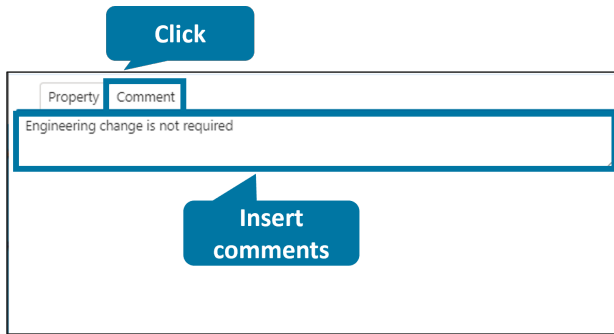 Click
Property Comment
Engineering change is not required
Insert
comments